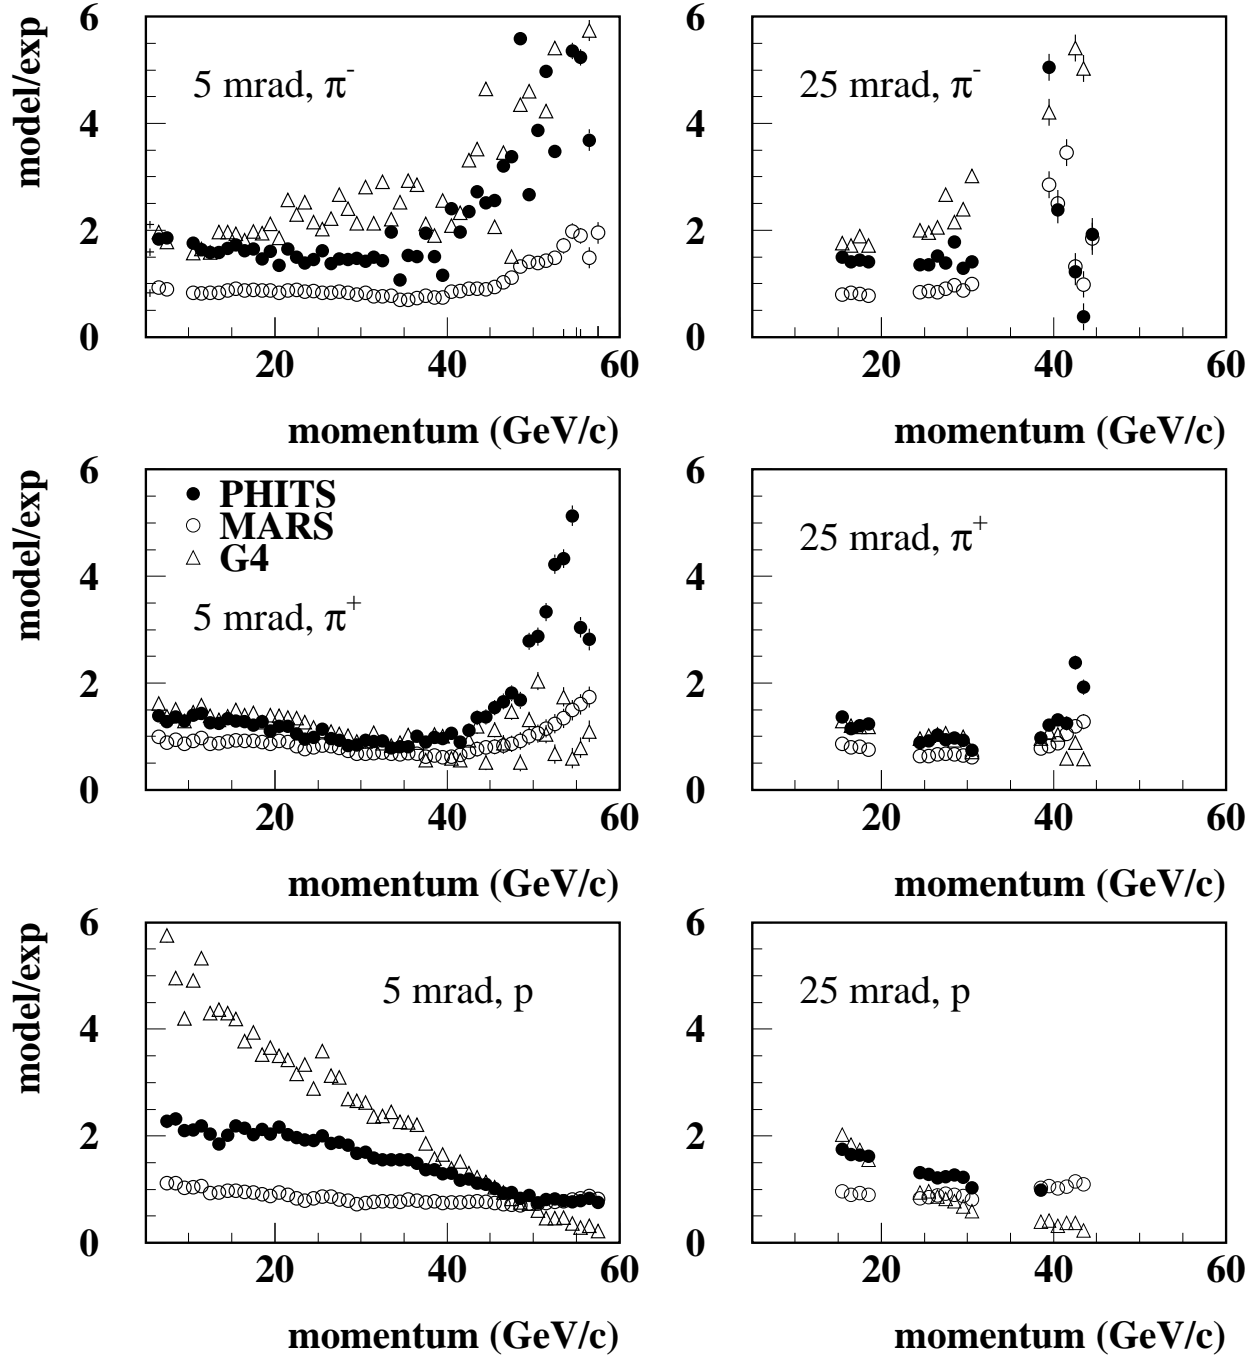 model/exp
6
4
2
0
5 mrad, π-
20 40 60
momentum (GeV/c)
6
4
2
0
25 mrad, π-
20 40 60
momentum (GeV/c)
model/exp
6
4
2
0
PHITS
MARS
G4
5 mrad, π+
20 40 60
momentum (GeV/c)
6
4
2
0
25 mrad, π+
20 40 60
momentum (GeV/c)
model/exp
6
4
2
0
5 mrad, p
20 40 60
momentum (GeV/c)
6
4
2
0
25 mrad, p
20 40 60
momentum (GeV/c)